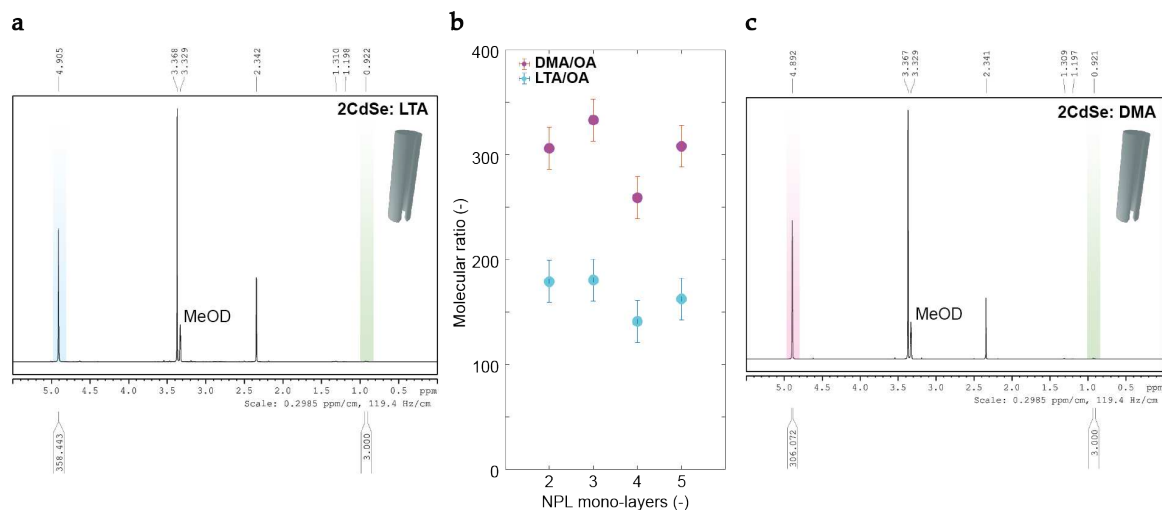 a
4.905
3.368
3.329
2.342
1.310
1.198
0.922
2CdSe: LTA
MeOD
5.0 4.5 4.0 3.5 3.0 2.5 2.0 1.5 1.0 0.5 ppm
Scale: 0.2985 ppm/cm, 119.4 Hz/cm
358.443
3.000
b
400
300
200
100
0
Molecular ratio (-)
DMA/OA
LTA/OA
2 3 4 5
NPL mono-layers (-)
c
4.892
3.367
3.329
2.341
1.309
1.197
0.921
2CdSe: DMA
MeOD
5.0 4.5 4.0 3.5 3.0 2.5 2.0 1.5 1.0 0.5 ppm
Scale: 0.2985 ppm/cm, 119.4 Hz/cm
306.072
3.000